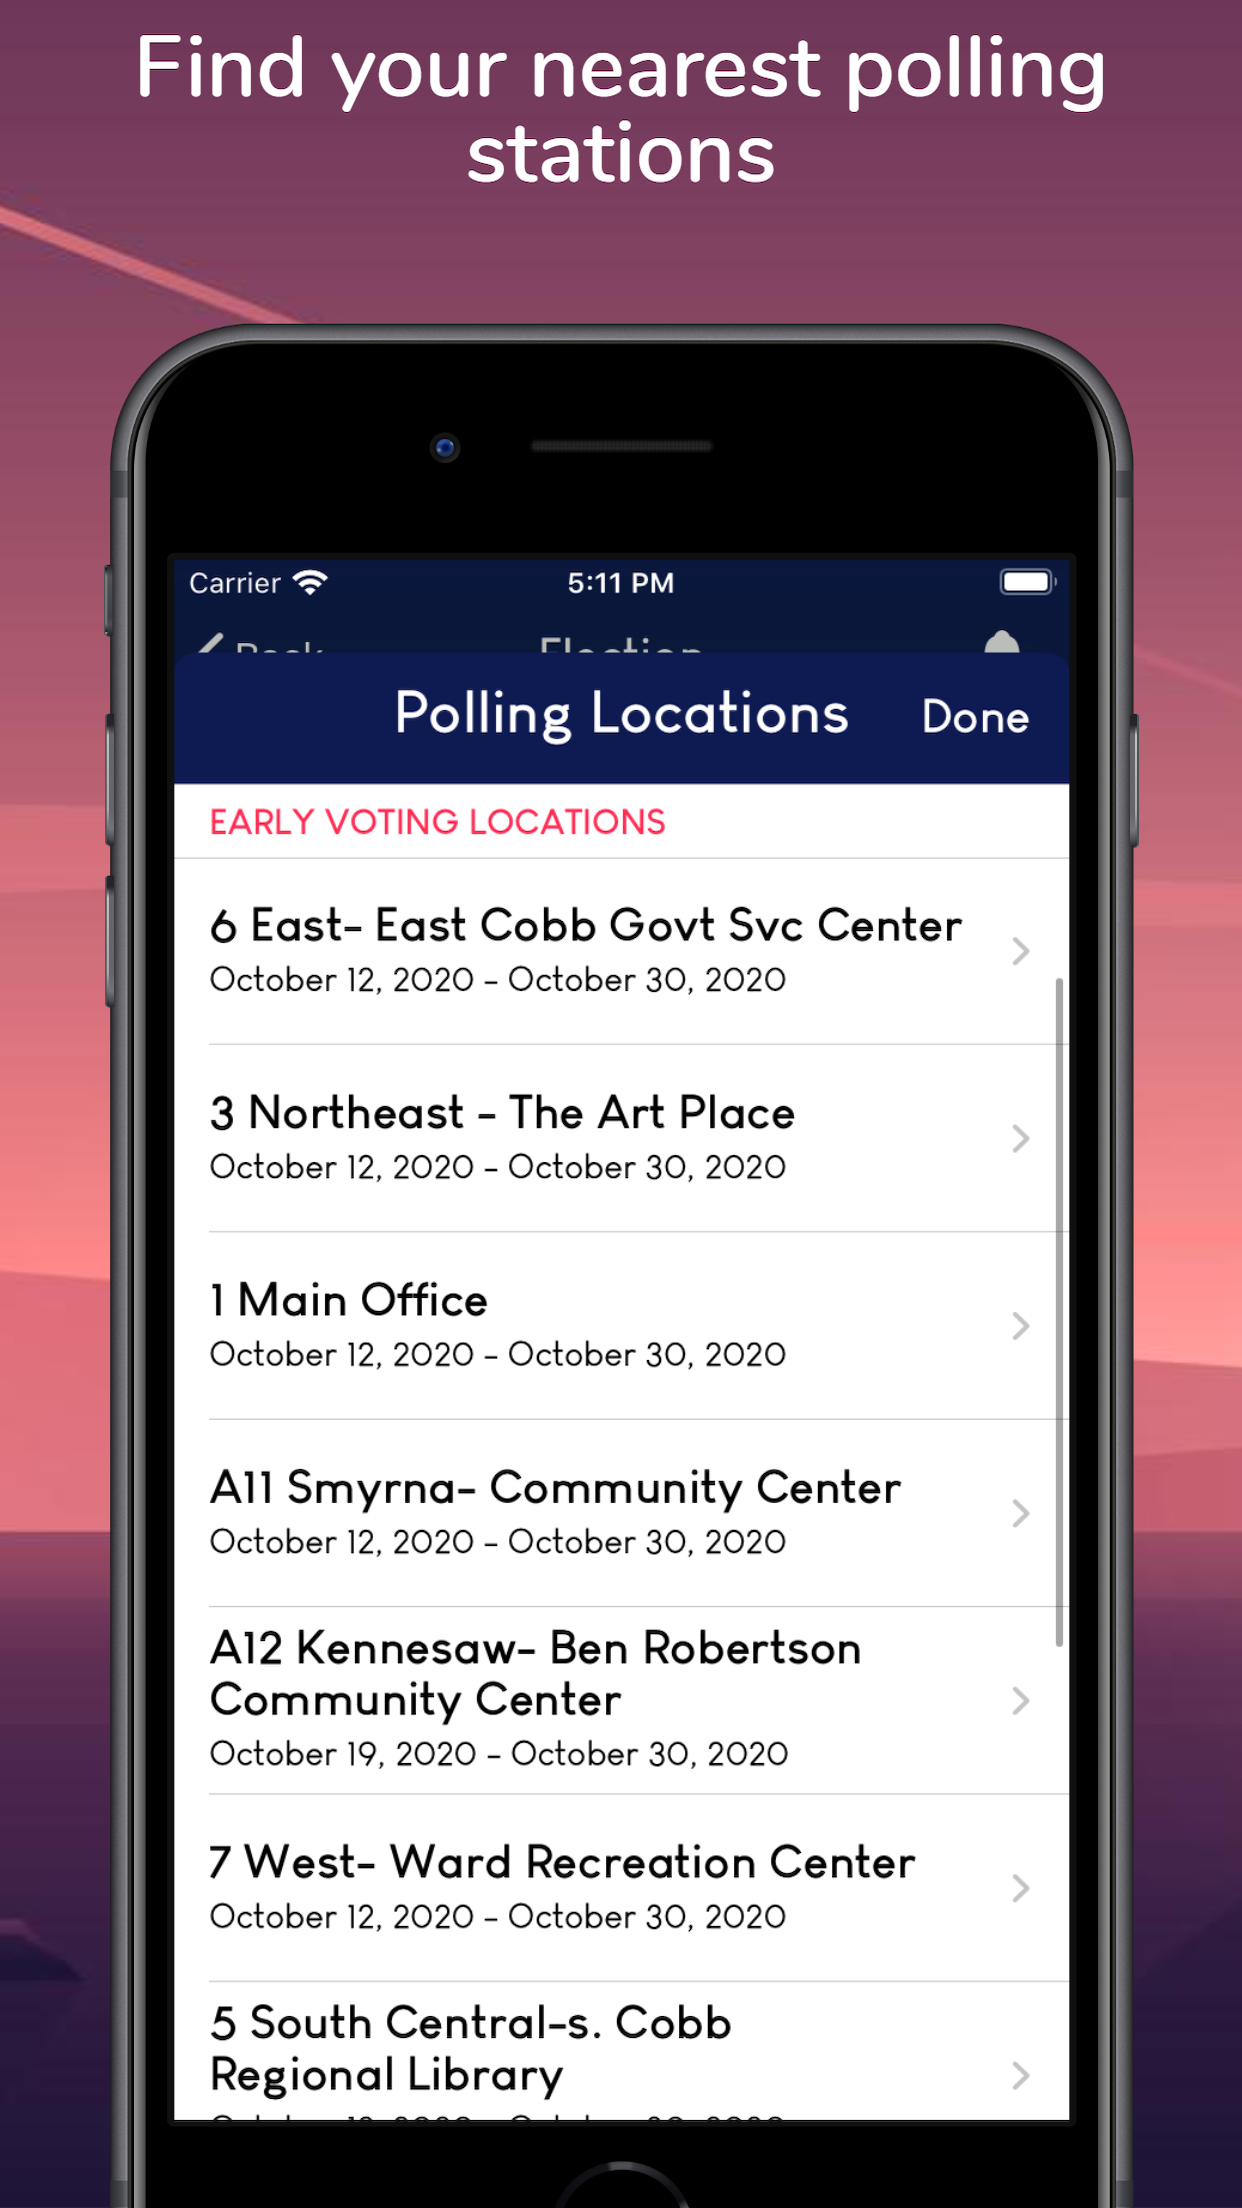 Find your nearest polling
stations
Carrier
5:11 PM
Back
Election
Polling Locations
Done
EARLY VOTING LOCATIONS
6 East- East Cobb Govt Svc Center
October 12, 2020 - October 30, 2020
3 Northeast - The Art Place
October 12, 2020 - October 30, 2020
1 Main Office
October 12, 2020 - October 30, 2020
A11 Smyrna- Community Center
October 12, 2020 - October 30, 2020
A12 Kennesaw- Ben Robertson
Community Center
October 19, 2020 - October 30, 2020
7 West- Ward Recreation Center
October 12, 2020 - October 30, 2020
5 South Central-s. Cobb
Regional Library